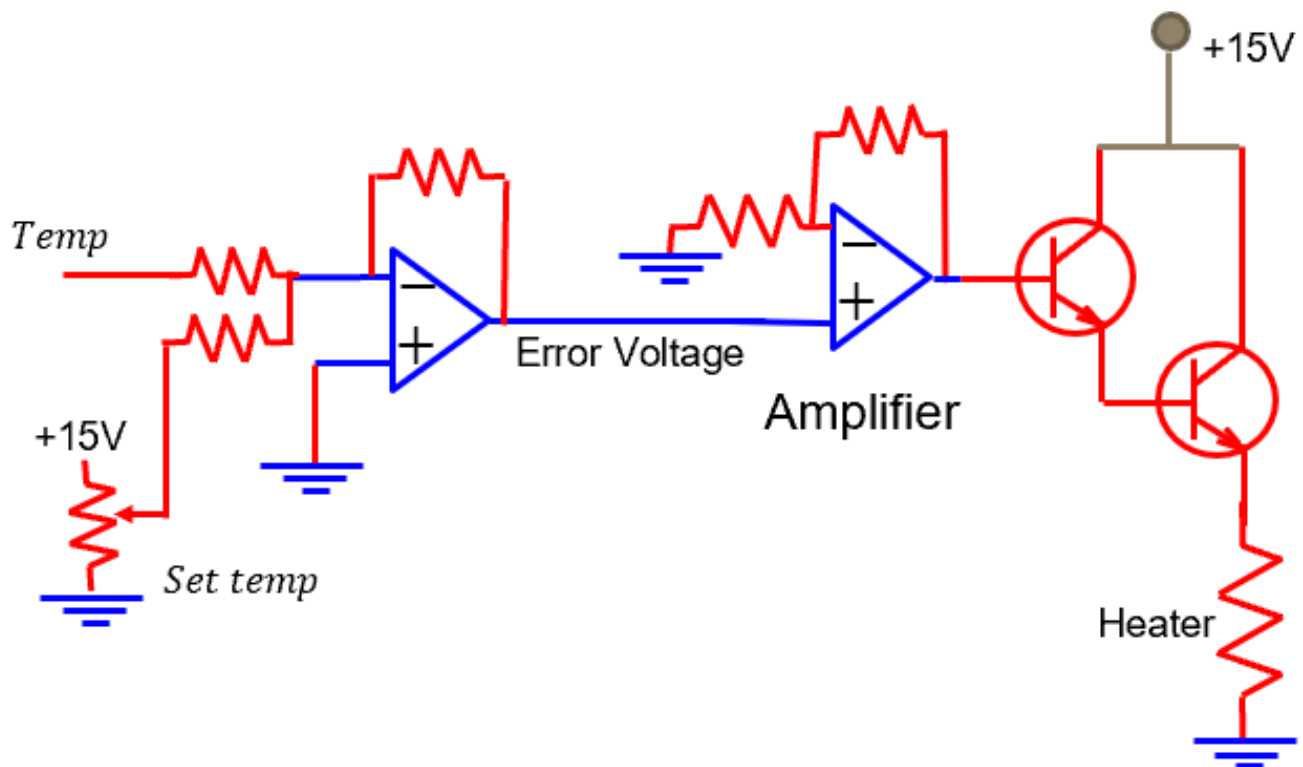 +15V
Temp
−
+
Error Voltage
−
+
Amplifier
+15V
Set temp
Heater